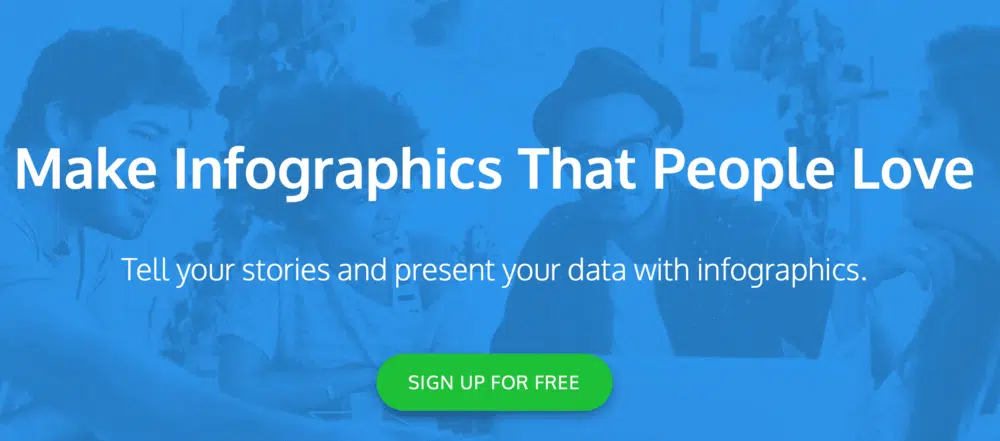 Make Infographics That People Love
Tell your stories and present your data with infographics.
SIGN UP FOR FREE